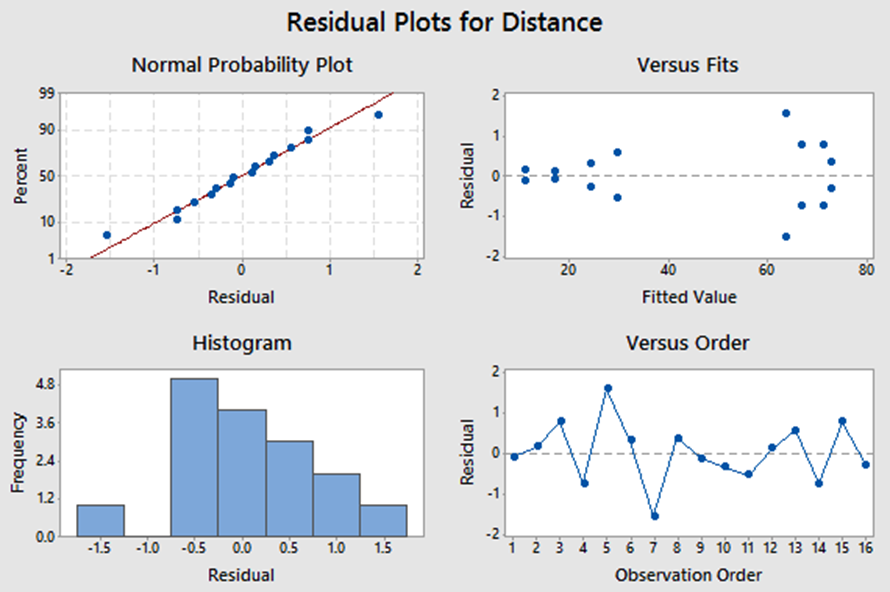 Residual Plots for Distance
Normal Probability Plot
99
90
50
10
1
Percent
-2 -1 0 1 2
Residual
Versus Fits
2
1
0
-1
-2
Residual
20 40 60 80
Fitted Value
Histogram
4.8
3.6
2.4
1.2
0.0
Frequency
-1.5 -1.0 -0.5 0.0 0.5 1.0 1.5
Residual
Versus Order
2
1
0
-1
-2
Residual
1 2 3 4 5 6 7 8 9 10 11 12 13 14 15 16
Observation Order